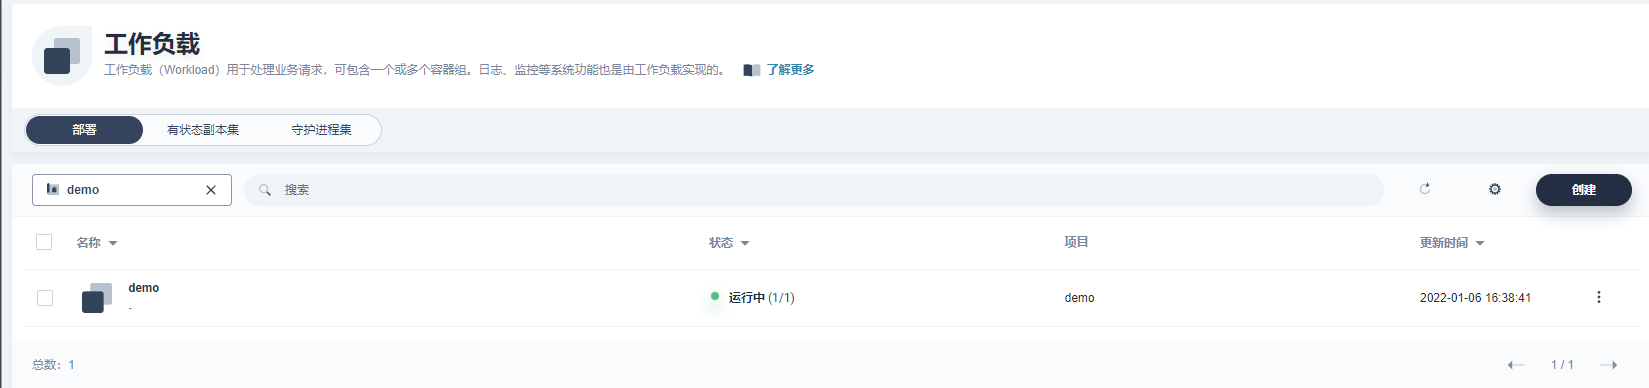 工作负载
工作负载（Workload）用于处理业务请求，可包含一个或多个容器组。日志、监控等系统功能也是由工作负载实现的。 了解更多
部署 有状态副本集 守护进程集
demo 搜索 创建
名称 状态 项目 更新时间
demo 运行中 (1/1) demo 2022-01-06 16:38:41
-
总数：1 1 / 1